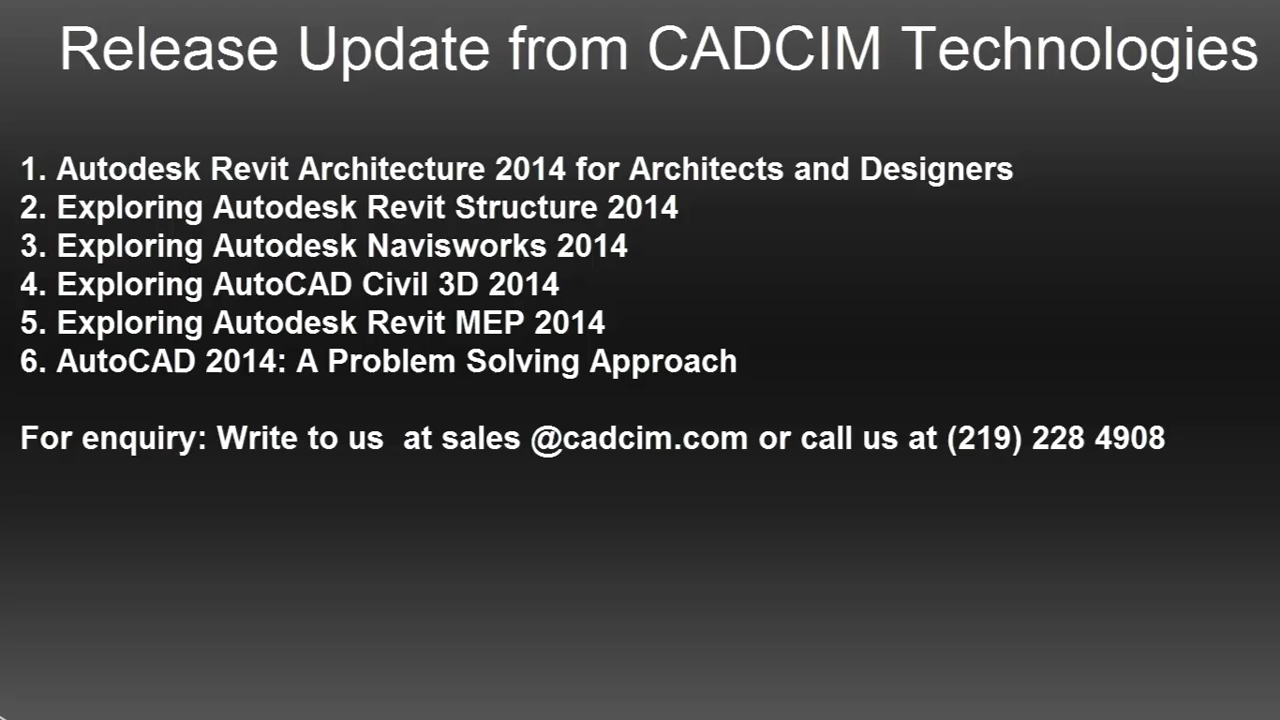 Release Update from CADCIM Technologies
1. Autodesk Revit Architecture 2014 for Architects and Designers
2. Exploring Autodesk Revit Structure 2014
3. Exploring Autodesk Navisworks 2014
4. Exploring AutoCAD Civil 3D 2014
5. Exploring Autodesk Revit MEP 2014
6. AutoCAD 2014: A Problem Solving Approach
For enquiry: Write to us  at sales @cadcim.com or call us at (219) 228 4908